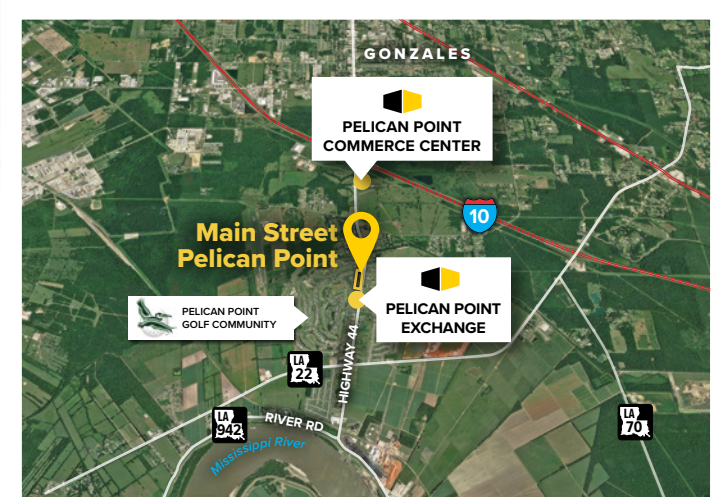 GONZALES
PELICAN POINT
COMMERCE CENTER
10
Main Street
Pelican Point
PELICAN POINT
EXCHANGE
PELICAN POINT
GOLF COMMUNITY
HIGHWAY 44
LA
22
LA
942
RIVER RD
LA
70
Mississippi River